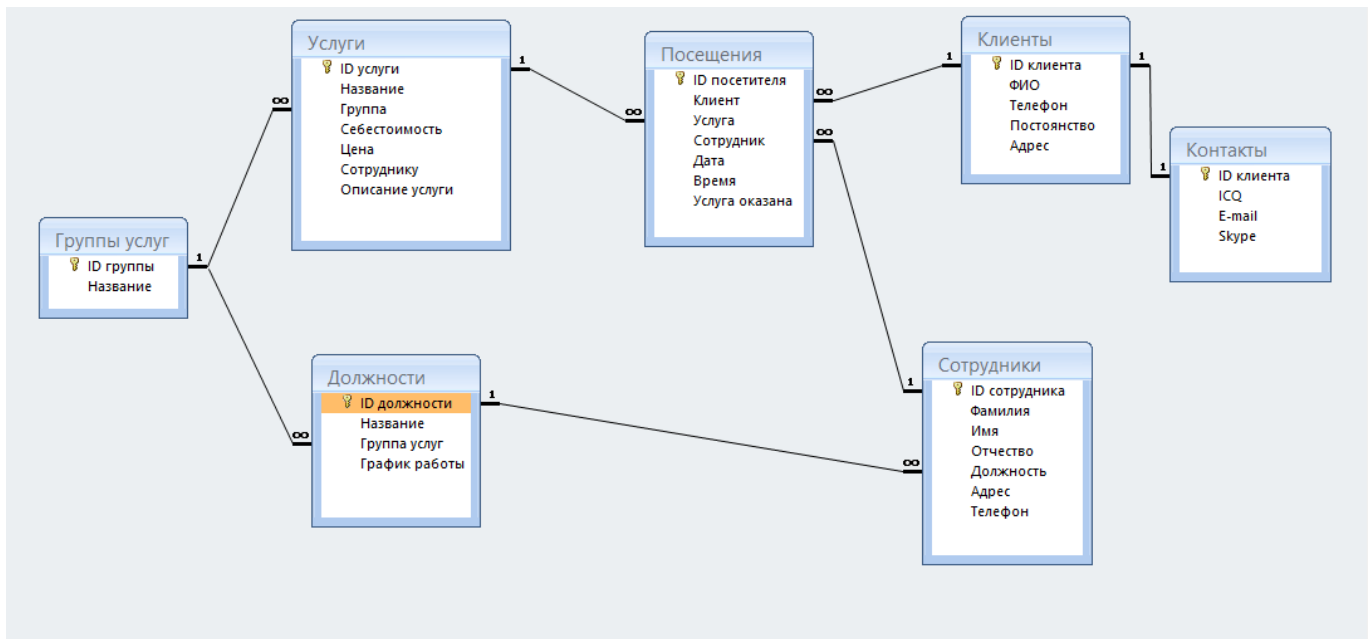 Услуги
ID услуги
Название
Группа
Себестоимость
Цена
Сотруднику
Описание услуги
Посещения
ID посетителя
Клиент
Услуга
Сотрудник
Дата
Время
Услуга оказана
Клиенты
ID клиента
ФИО
Телефон
Постоянство
Адрес
Контакты
ID клиента
ICQ
E-mail
Skype
Группы услуг
ID группы
Название
Должности
ID должности
Название
Группа услуг
График работы
Сотрудники
ID сотрудника
Фамилия
Имя
Отчество
Должность
Адрес
Телефон
1
∞
1
∞
∞
1
1
1
∞
1
∞
1
∞